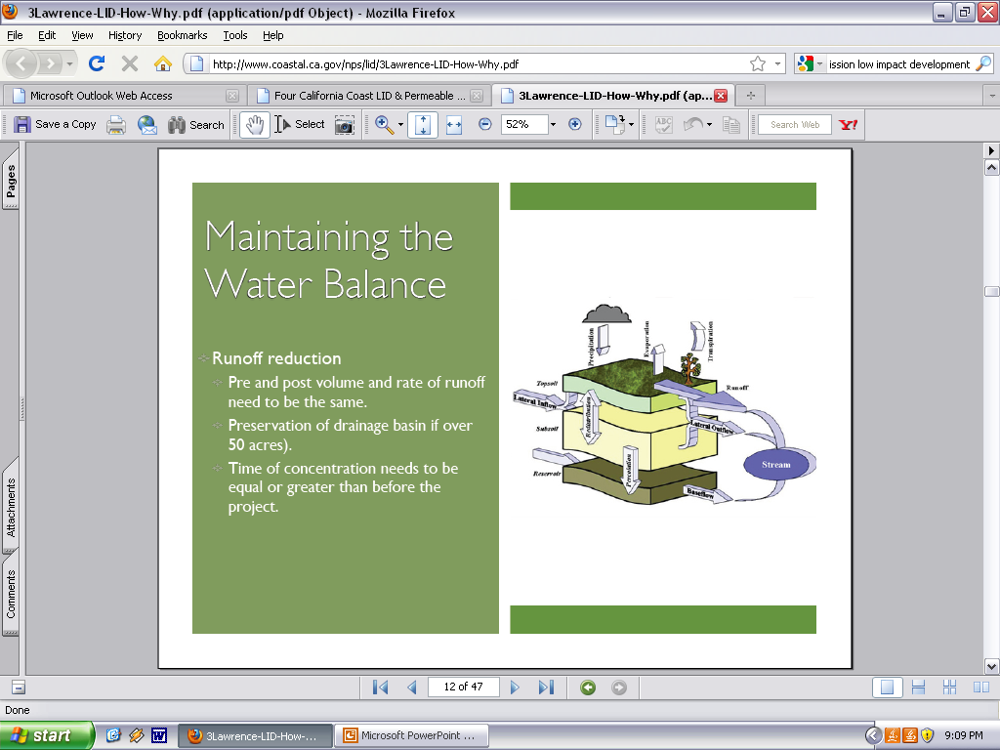 3Lawrence-LID-How-Why.pdf (application/pdf Object) - Mozilla Firefox
File Edit View History Bookmarks Tools Help
http://www.coastal.ca.gov/nps/lid/3Lawrence-LID-How-Why.pdf
ission low impact development
Microsoft Outlook Web Access
Four California Coast LID & Permeable ...
3Lawrence-LID-How-Why.pdf (ap...
Save a Copy
Search
Select
52%
Search Web
Y!
Pages
Attachments
Comments
Maintaining the
Water Balance
Runoff reduction
Pre and post volume and rate of runoff
need to be the same.
Preservation of drainage basin if over
50 acres).
Time of concentration needs to be
equal or greater than before the
project.
Precipitation
Evaporation
Transpiration
Topsoil
Runoff
Lateral Inflow
Redistribution
Lateral Outflow
Subsoil
Stream
Percolation
Reservoir
Baseflow
12 of 47
Done
start
3Lawrence-LID-How-...
Microsoft PowerPoint ...
9:09 PM